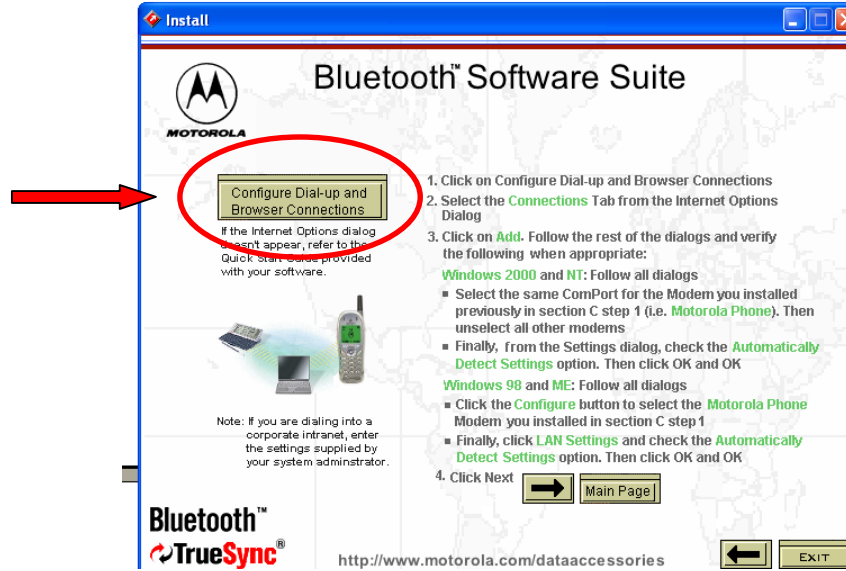 Install
Bluetooth™ Software Suite
MOTOROLA
Configure Dial-up and
Browser Connections
If the Internet Options dialog
doesn't appear, refer to the
Quick Start Guide provided
with your software.
Note: If you are dialing into a
corporate intranet, enter
the settings supplied by
your system adminstrator.
1. Click on Configure Dial-up and Browser Connections
2. Select the Connections Tab from the Internet Options
Dialog
3. Click on Add. Follow the rest of the dialogs and verify
the following when appropriate:
Windows 2000 and NT: Follow all dialogs
■ Select the same ComPort for the Modem you installed
previously in section C step 1 (i.e. Motorola Phone). Then
unselect all other modems
■ Finally, from the Settings dialog, check the Automatically
Detect Settings option. Then click OK and OK
Windows 98 and ME: Follow all dialogs
■ Click the Configure button to select the Motorola Phone
Modem you installed in section C step 1
■ Finally, click LAN Settings and check the Automatically
Detect Settings option. Then click OK and OK
4. Click Next
Main Page
Bluetooth™
TrueSync®
http://www.motorola.com/dataaccessories
EXIT